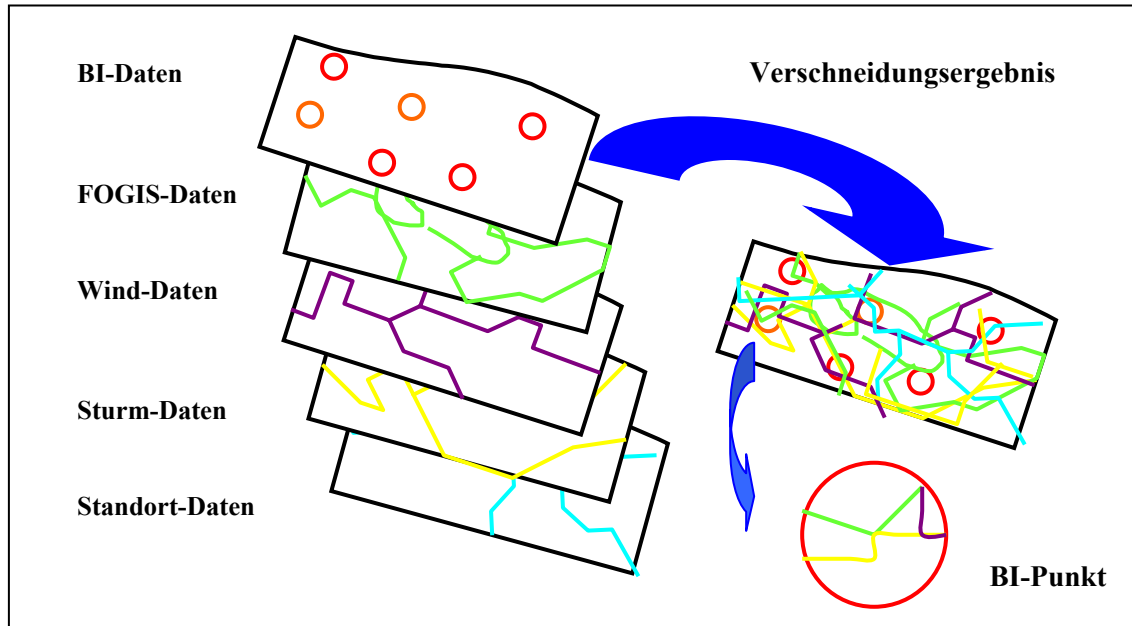 BI-Daten
Verschneidungsergebnis
FOGIS-Daten
Wind-Daten
Sturm-Daten
Standort-Daten
BI-Punkt